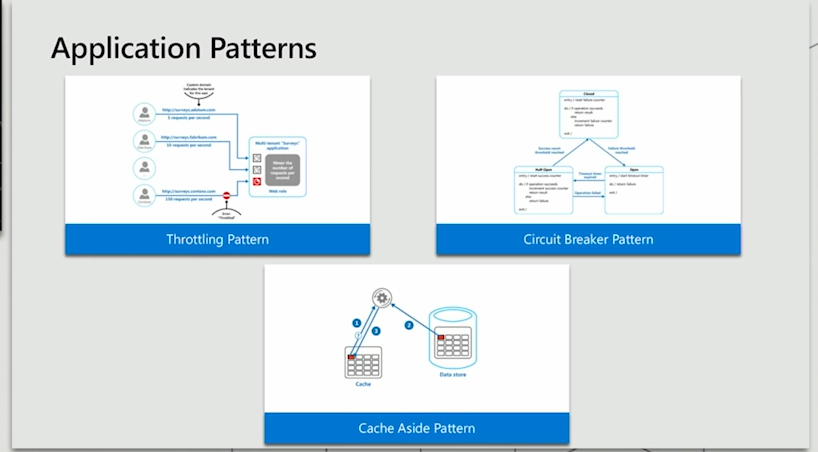 Application Patterns
Custom domain
indicates the tenant
for this user
http://surveys.adatum.com
1 requests per second
http://surveys.fabrikam.com
10 requests per second
http://surveys.contoso.com
150 requests per second
Multi-tenant "Surveys"
application
Meter the
number of
requests per
second
Web role
Error:
"Throttled"
Throttling Pattern
Closed
entry / reset failure counter
do / if operation succeeds
return result
else
increment failure counter
return failure
exit /
Success count
threshold reached
Failure threshold
reached
Half-Open
entry / reset success counter
do / if operation succeeds
increment success counter
return result
else
return failure
exit /
Timeout timer
expired
Operation failed
Open
entry / start timeout timer
do / return failure
exit /
Circuit Breaker Pattern
1
3
2
Cache
Data store
Cache Aside Pattern